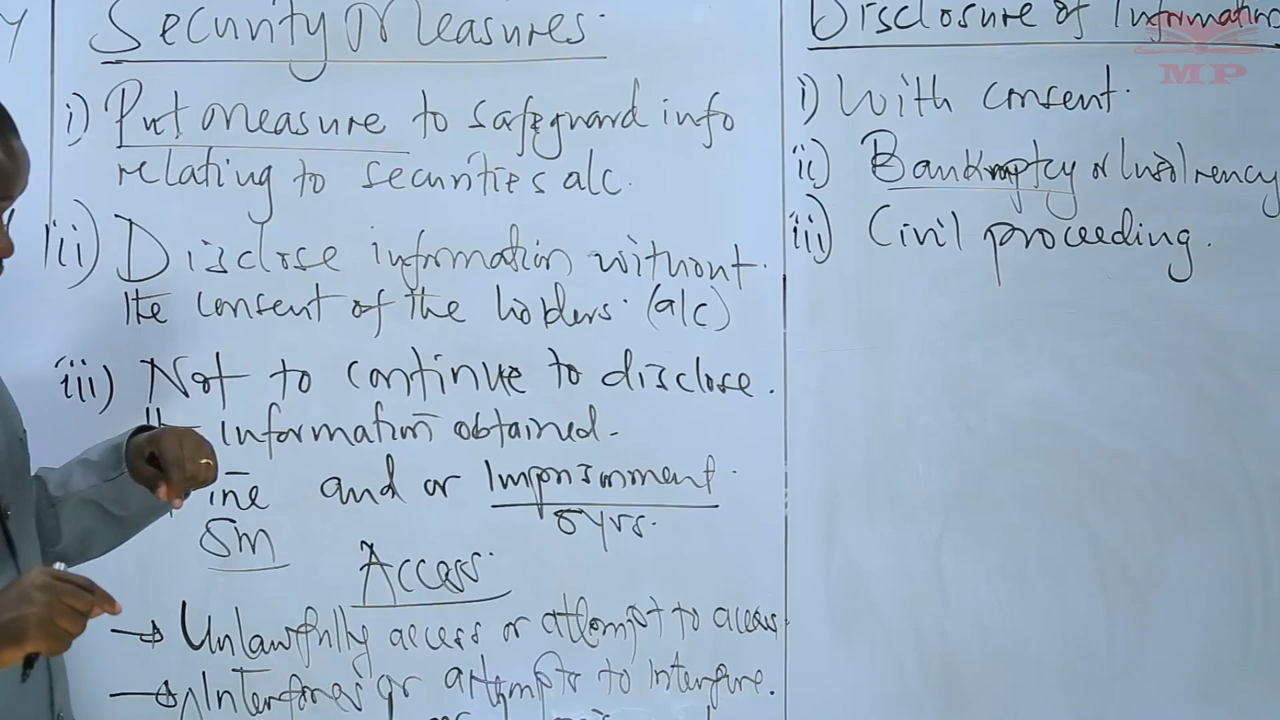 Security Measures.
i) Put measure to safeguard info
relating to securities a/c.
ii) Disclose information without
the consent of the holders. (a/c)
iii) Not to continue to disclose.
information obtained.
ine and or Imprisonment.
5m 5yrs.
Access.
→ Unlawfully access or attempt to access
→ Interferes or attempts to interfere.
Disclosure of Information
MP
i) With consent.
ii) Bankruptcy or Insolvency
iii) Civil proceeding.